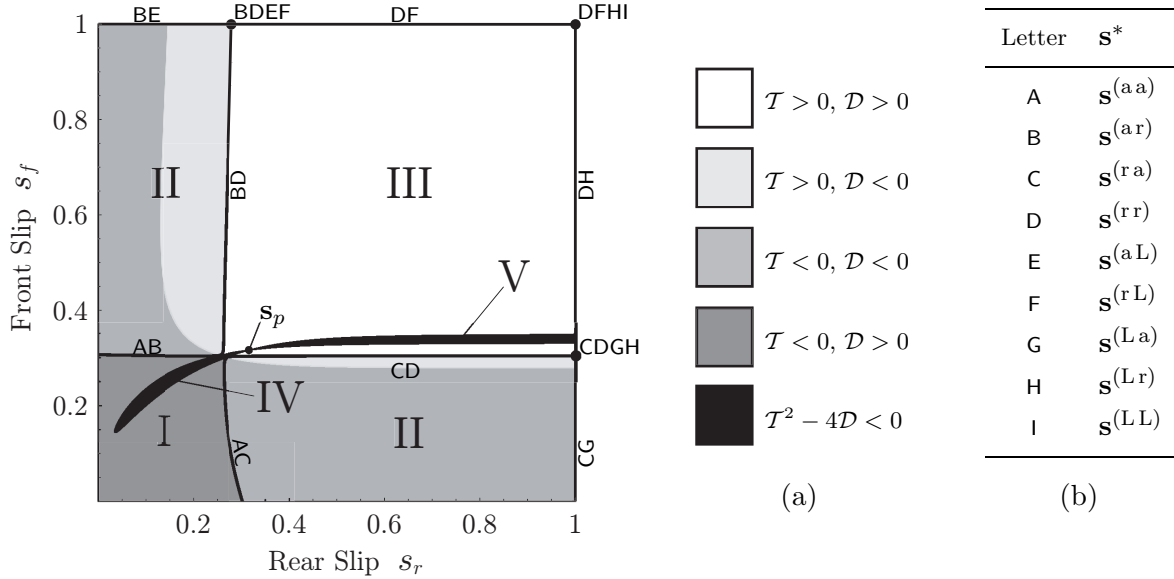 BE
BDEF
DF
DFHI
1
0.8
0.6
0.4
0.2
Front Slip s_f
II
BD
III
DH
V
s_p
AB
CDGH
CD
IV
I
II
AC
CG
0.2
0.4
0.6
0.8
1
Rear Slip s_r
𝒯 > 0, 𝒟 > 0
𝒯 > 0, 𝒟 < 0
𝒯 < 0, 𝒟 < 0
𝒯 < 0, 𝒟 > 0
𝒯² − 4𝒟 < 0
(a)
Letter s*
A s^(a a)
B s^(a r)
C s^(r a)
D s^(r r)
E s^(a L)
F s^(r L)
G s^(L a)
H s^(L r)
I s^(L L)
(b)